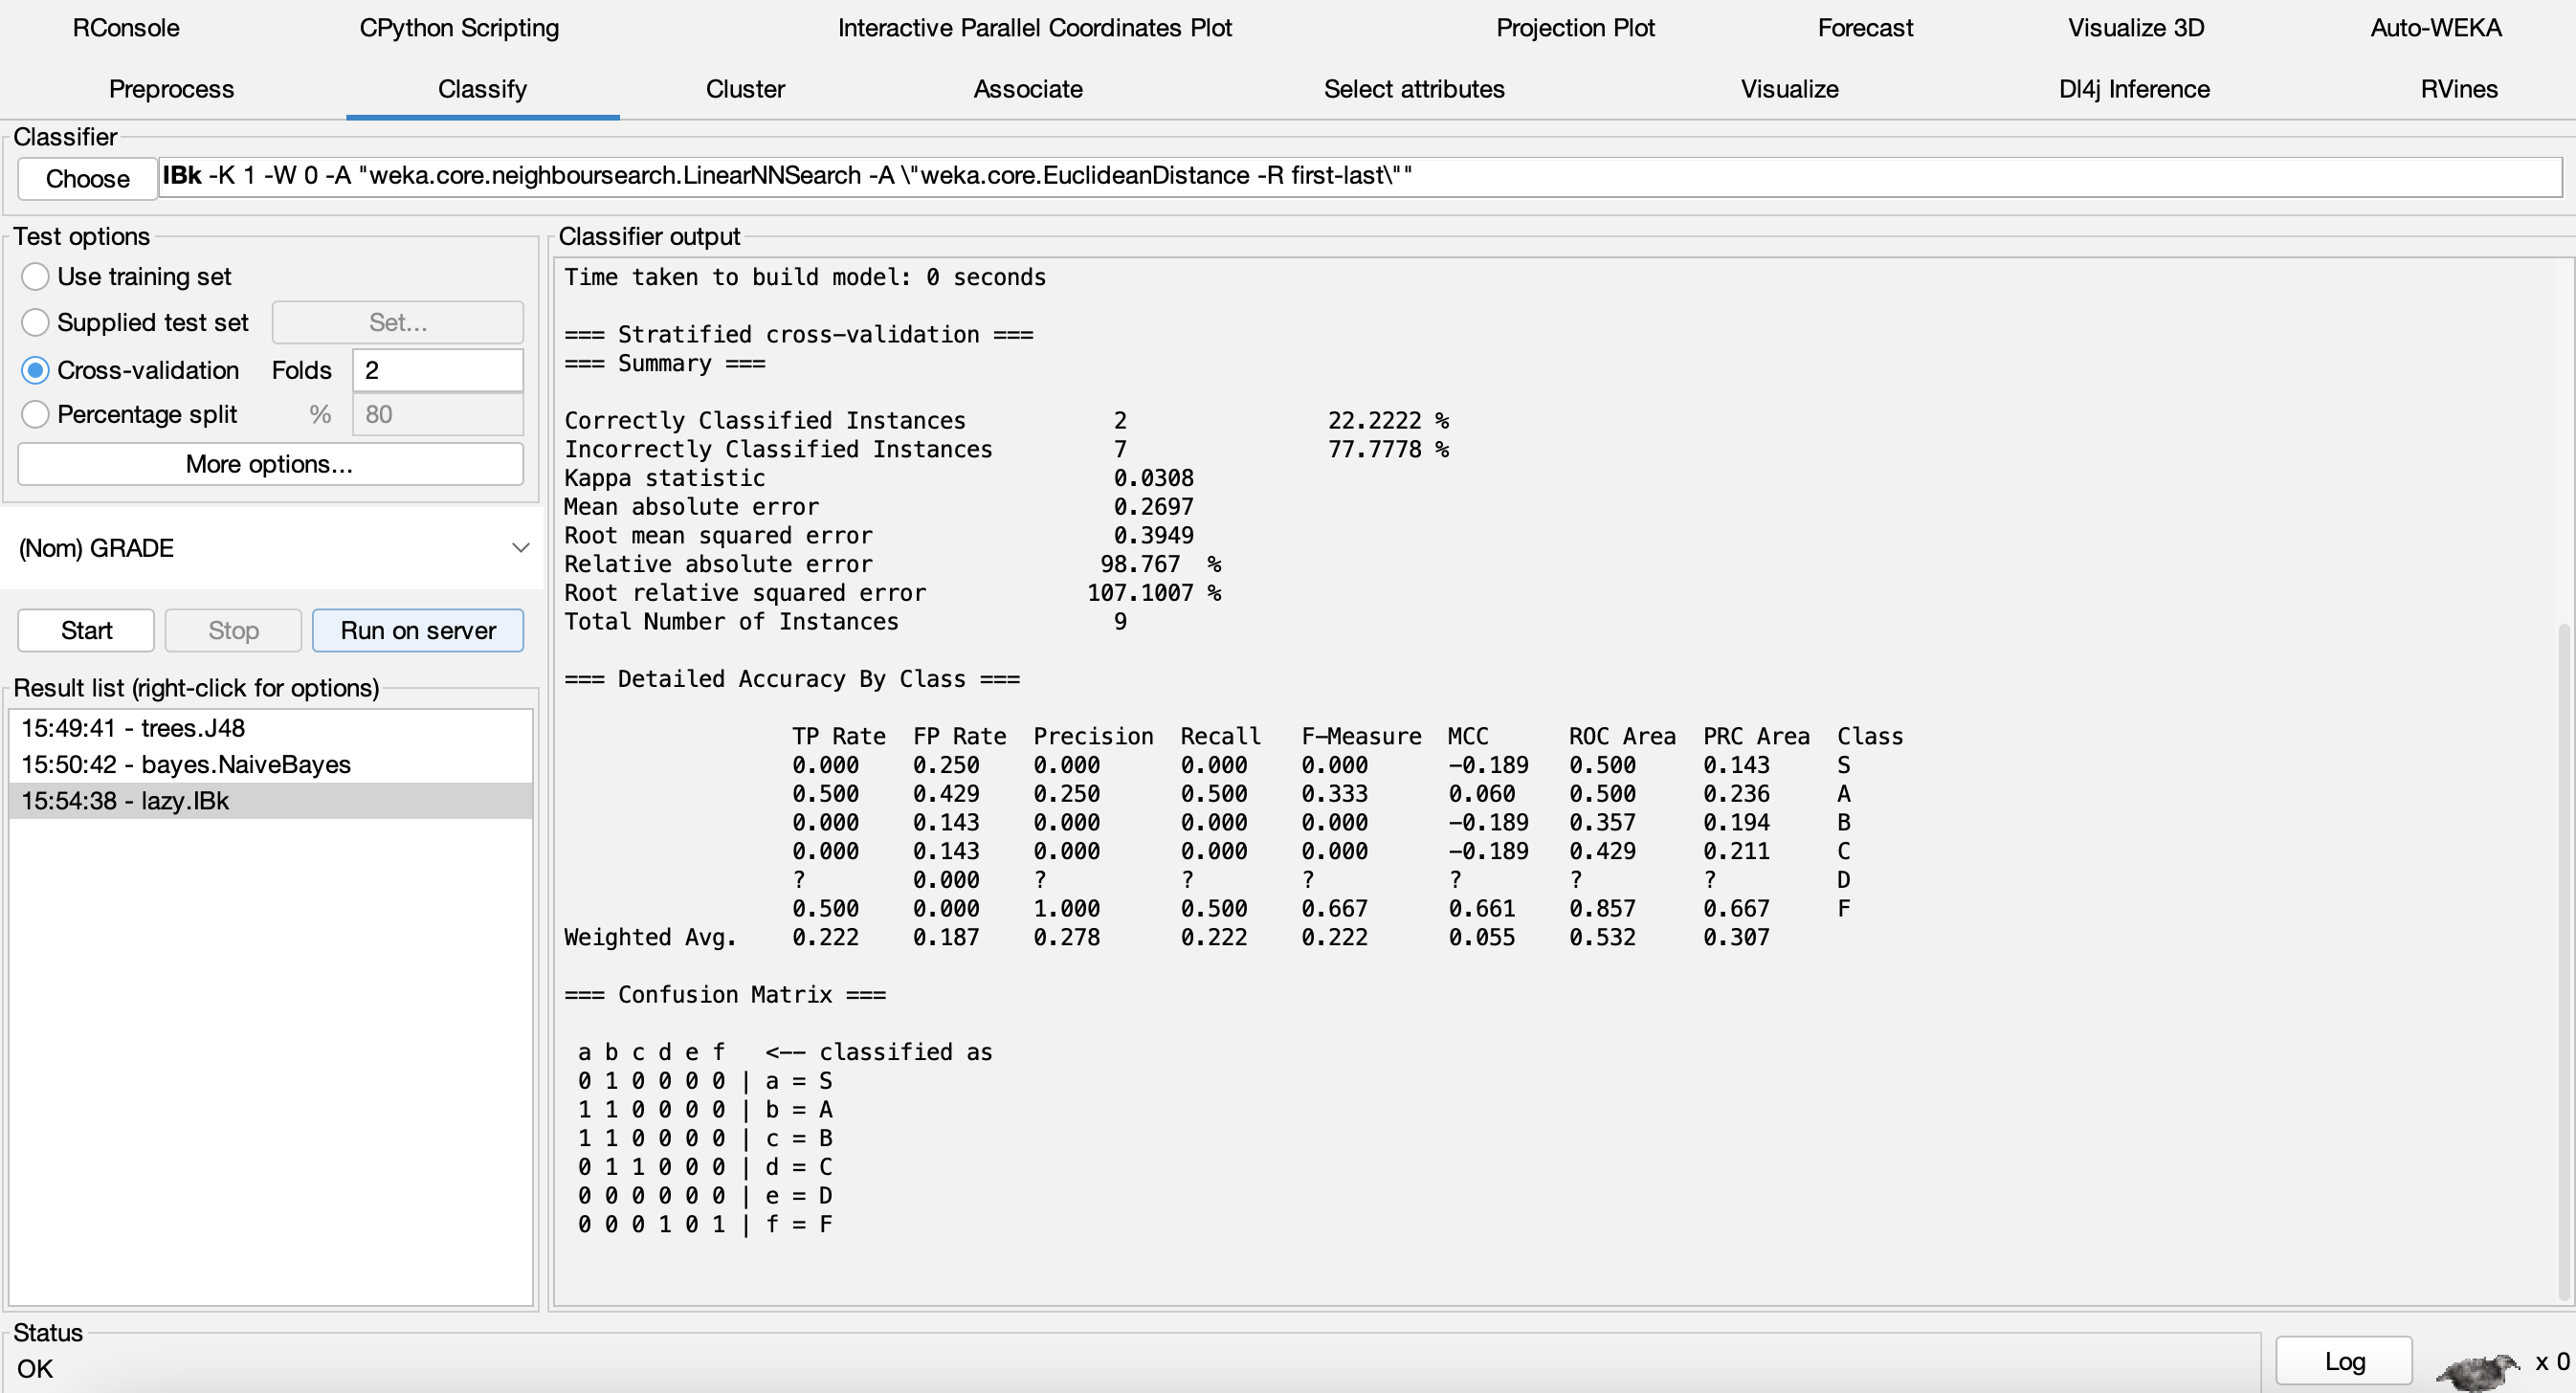 RConsole CPython Scripting Interactive Parallel Coordinates Plot Projection Plot Forecast Visualize 3D Auto-WEKA
Preprocess Classify Cluster Associate Select attributes Visualize Dl4j Inference RVines
Classifier
Choose IBk -K 1 -W 0 -A "weka.core.neighboursearch.LinearNNSearch -A \"weka.core.EuclideanDistance -R first-last\""
Test options
Use training set
Supplied test set Set...
Cross-validation Folds 2
Percentage split % 80
More options...
(Nom) GRADE
Start Stop Run on server
Result list (right-click for options)
15:49:41 - trees.J48
15:50:42 - bayes.NaiveBayes
15:54:38 - lazy.IBk
Classifier output
Time taken to build model: 0 seconds
=== Stratified cross-validation ===
=== Summary ===
Correctly Classified Instances 2 22.2222 %
Incorrectly Classified Instances 7 77.7778 %
Kappa statistic 0.0308
Mean absolute error 0.2697
Root mean squared error 0.3949
Relative absolute error 98.767 %
Root relative squared error 107.1007 %
Total Number of Instances 9
=== Detailed Accuracy By Class ===
TP Rate FP Rate Precision Recall F-Measure MCC ROC Area PRC Area Class
0.000 0.250 0.000 0.000 0.000 -0.189 0.500 0.143 S
0.500 0.429 0.250 0.500 0.333 0.060 0.500 0.236 A
0.000 0.143 0.000 0.000 0.000 -0.189 0.357 0.194 B
0.000 0.143 0.000 0.000 0.000 -0.189 0.429 0.211 C
? 0.000 ? ? ? ? ? ? D
0.500 0.000 1.000 0.500 0.667 0.661 0.857 0.667 F
Weighted Avg. 0.222 0.187 0.278 0.222 0.222 0.055 0.532 0.307
=== Confusion Matrix ===
a b c d e f <-- classified as
0 1 0 0 0 0 | a = S
1 1 0 0 0 0 | b = A
1 1 0 0 0 0 | c = B
0 1 1 0 0 0 | d = C
0 0 0 0 0 0 | e = D
0 0 0 1 0 1 | f = F
Status
OK
Log x 0